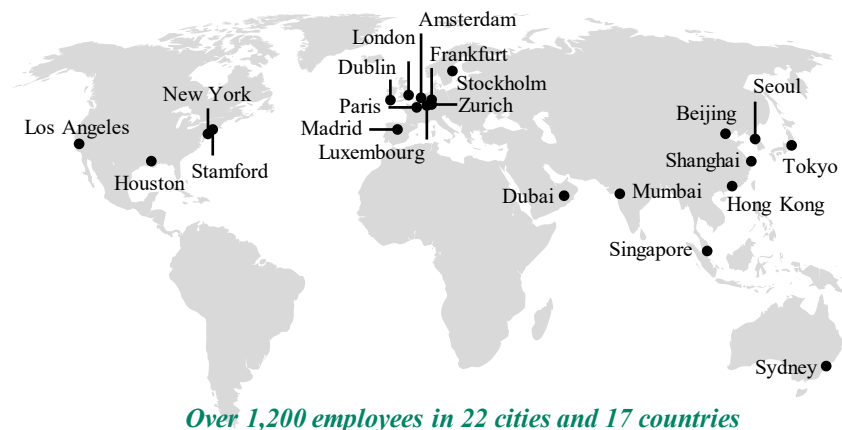 Amsterdam
London
Frankfurt
Dublin
Stockholm
Seoul
New York
Paris
Zurich
Beijing
Los Angeles
Madrid
Luxembourg
Shanghai
Tokyo
Houston
Stamford
Dubai
Mumbai
Hong Kong
Singapore
Sydney
Over 1,200 employees in 22 cities and 17 countries